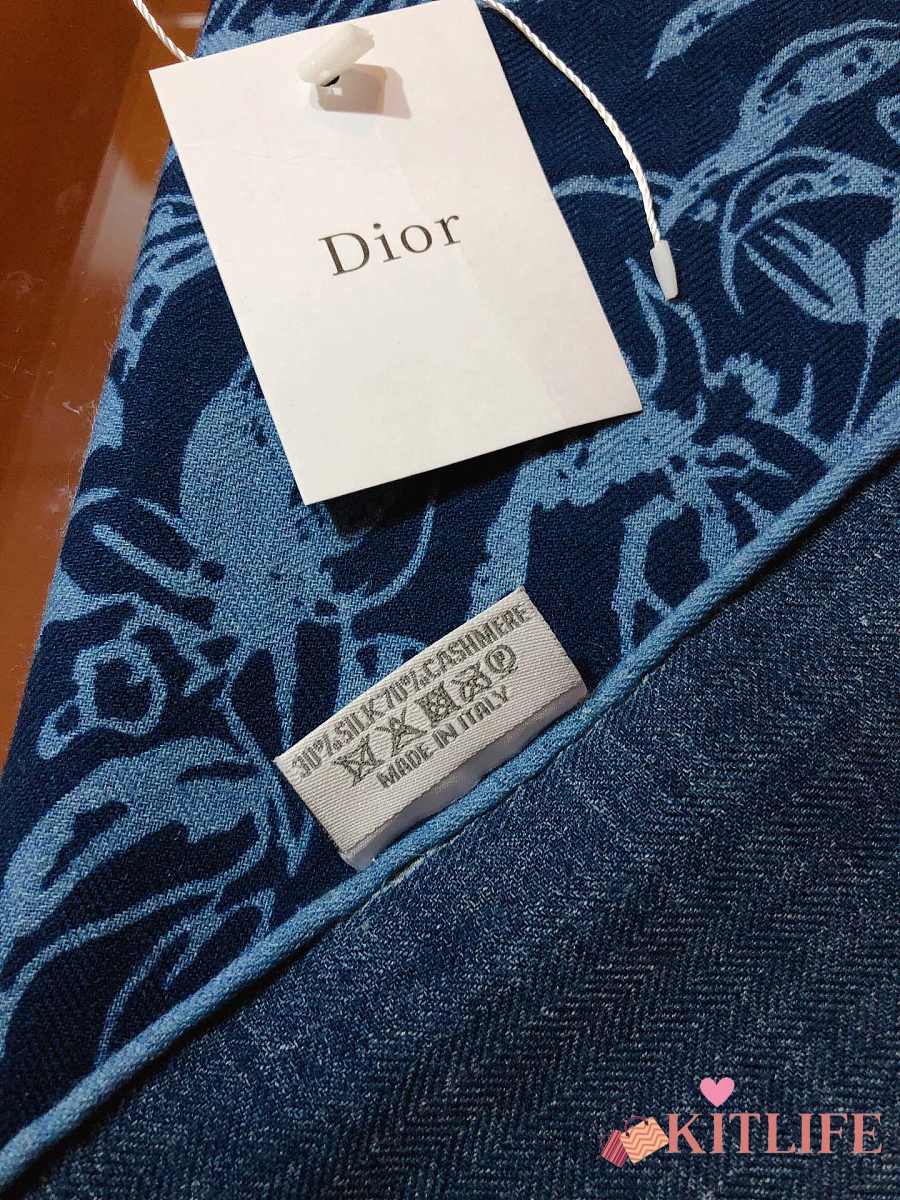 Dior
30%SILK 70%CASHMERE
P
MADE IN ITALY
KITLIFE